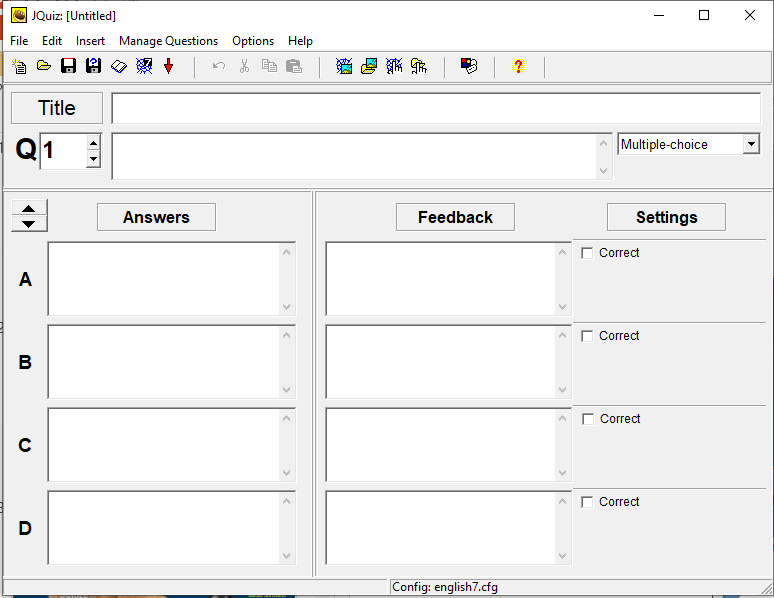 JQuiz: [Untitled]
File Edit Insert Manage Questions Options Help
Title
Q 1 Multiple-choice
Answers Feedback Settings
A Correct
B Correct
C Correct
D Correct
Config: english7.cfg